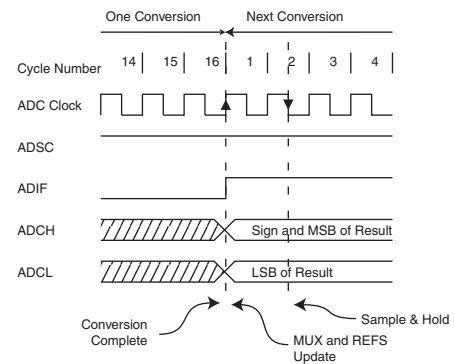 One Conversion Next Conversion
Cycle Number 14 15 16 1 2 3 4
ADC Clock
ADSC
ADIF
ADCH Sign and MSB of Result
ADCL LSB of Result
Conversion
Complete
MUX and REFS
Update
Sample & Hold